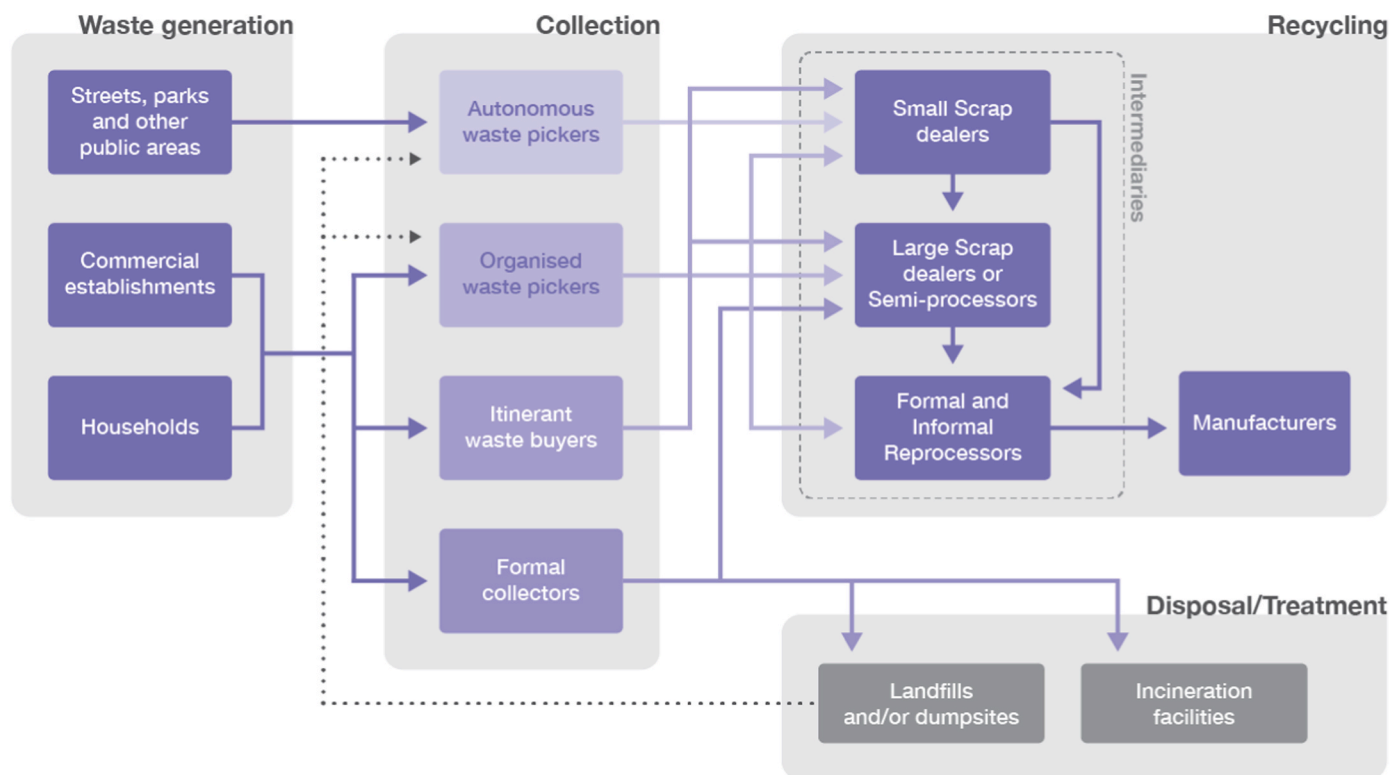 Waste generation
Streets, parks
and other
public areas
Commercial
establishments
Households
Collection
Autonomous
waste pickers
Organised
waste pickers
Itinerant
waste buyers
Formal
collectors
Recycling
Intermediaries
Small Scrap
dealers
Large Scrap
dealers or
Semi-processors
Formal and
Informal
Reprocessors
Manufacturers
Disposal/Treatment
Landfills
and/or dumpsites
Incineration
facilities